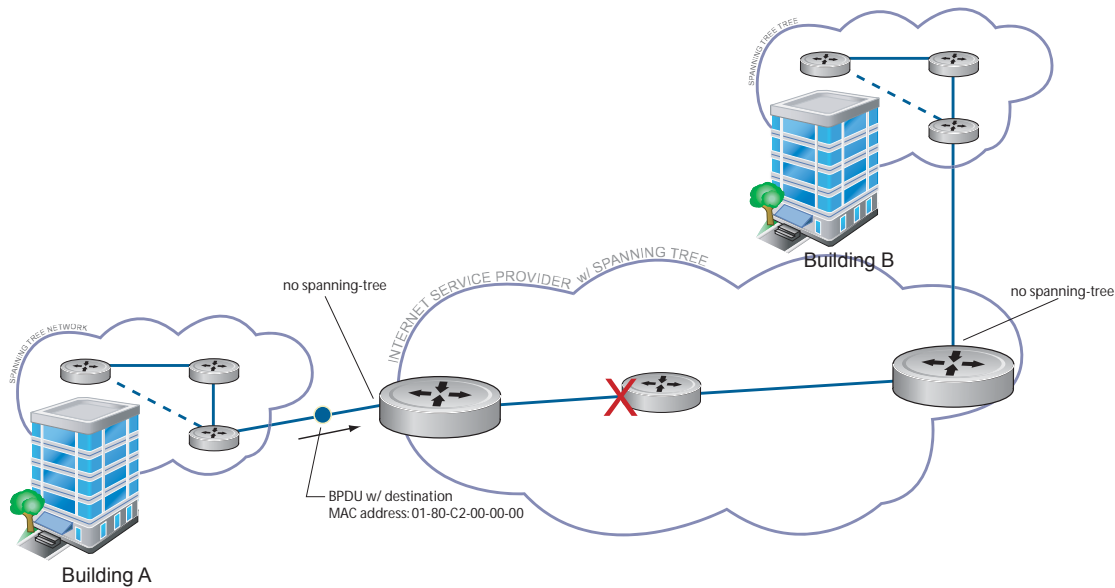 SPANNING TREE TREE
Building B
no spanning-tree
INTERNET SERVICE PROVIDER w/ SPANNING TREE
no spanning-tree
SPANNING TREE NETWORK
BPDU w/ destination
MAC address: 01-80-C2-00-00-00
Building A